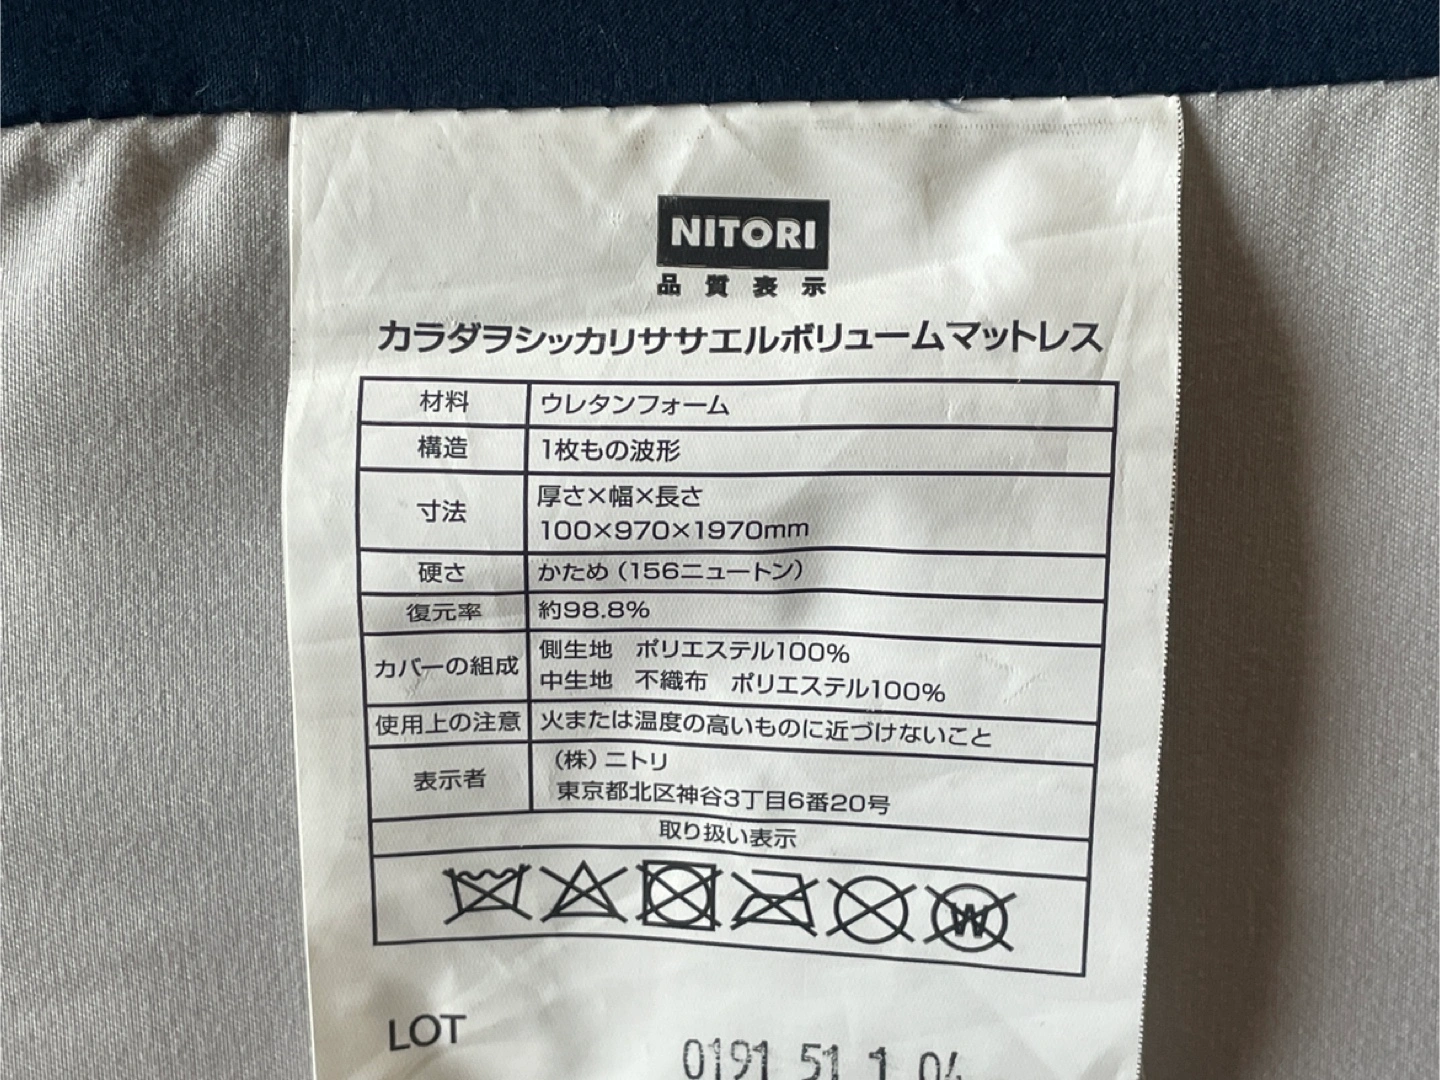 NITORI
品質表示
カラダヲシッカリササエルボリュームマットレス
材料 ウレタンフォーム
構造 1枚もの波形
寸法 厚さ×幅×長さ
100×970×1970mm
硬さ かため（156ニュートン）
復元率 約98.8%
カバーの組成 側生地 ポリエステル100%
中生地 不織布 ポリエステル100%
使用上の注意 火または温度の高いものに近づけないこと
表示者 （株）ニトリ
東京都北区神谷3丁目6番20号
取り扱い表示
W
LOT
0191 51 1 04